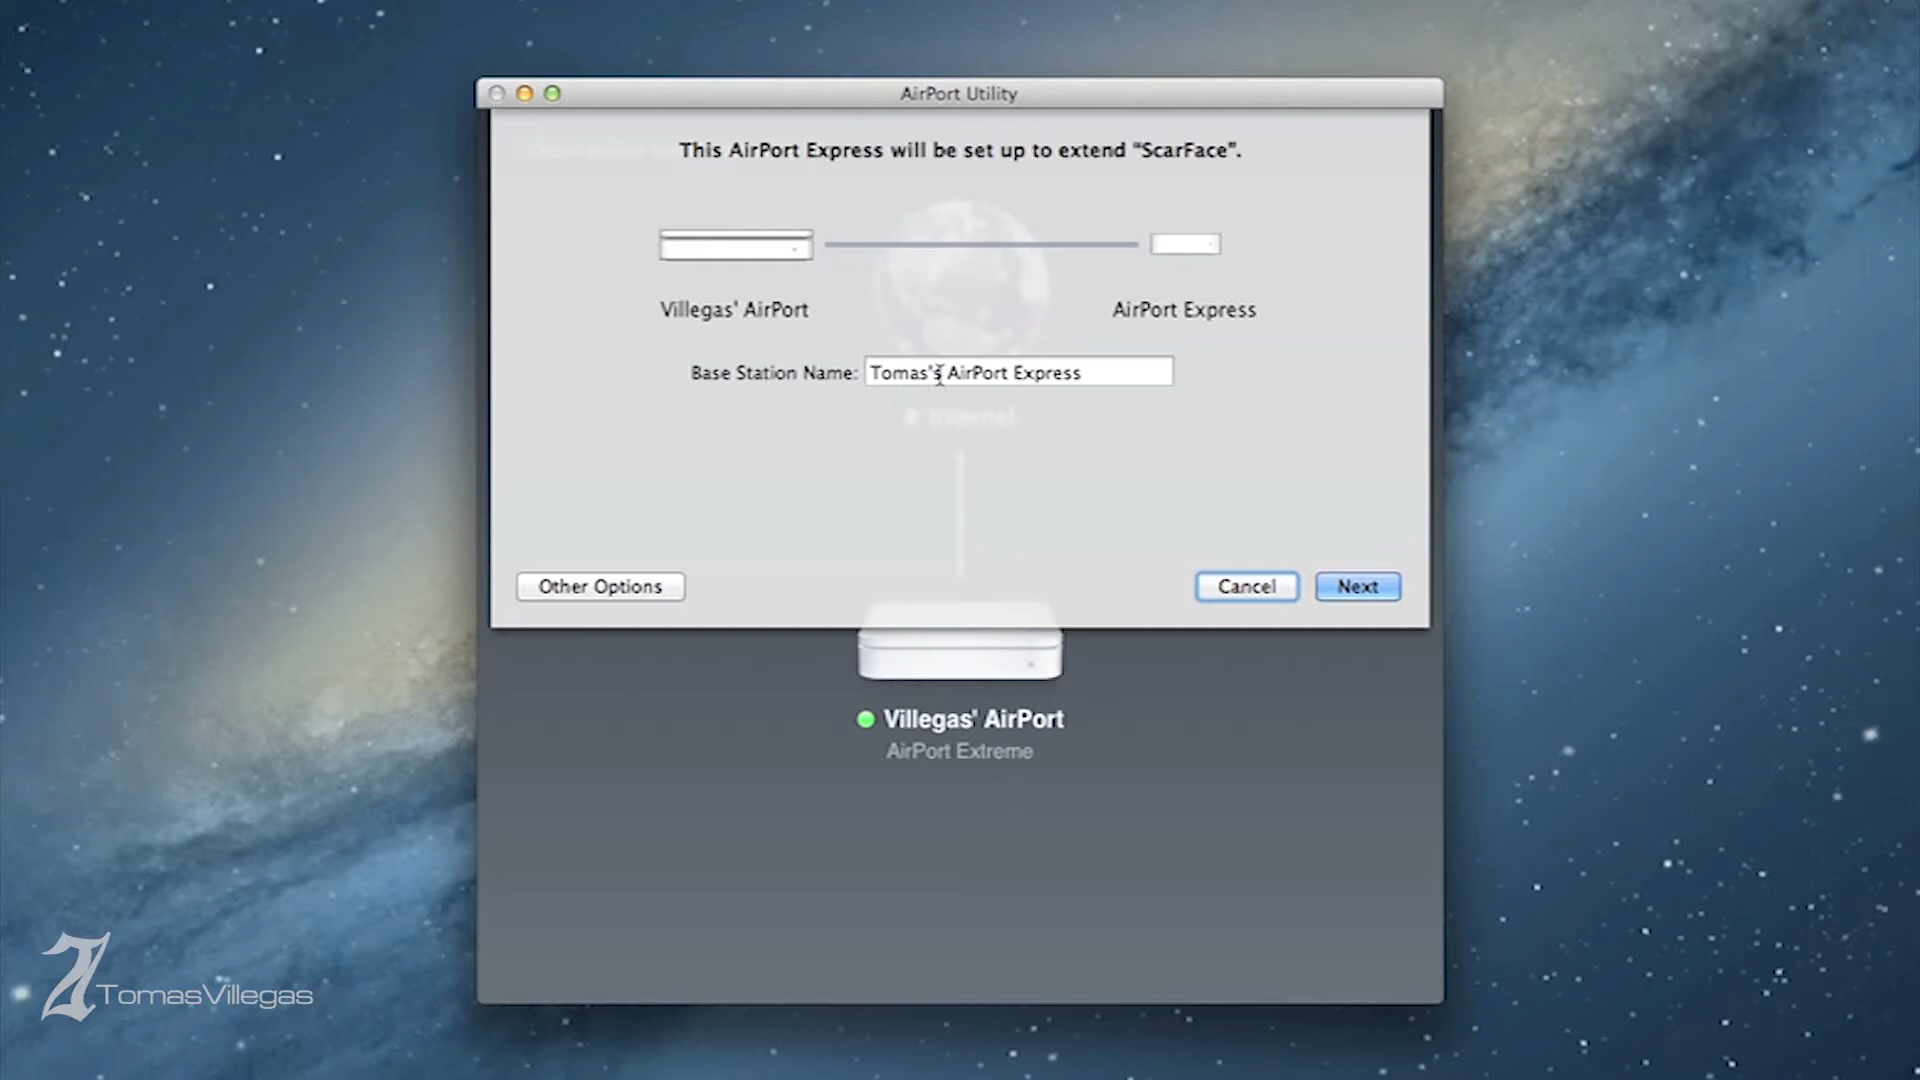 AirPort Utility
This AirPort Express will be set up to extend “ScarFace”.
Villegas' AirPort
AirPort Express
Base Station Name: Tomas's AirPort Express
Internet
Other Options
Cancel
Next
Villegas' AirPort
AirPort Extreme
TomasVillegas